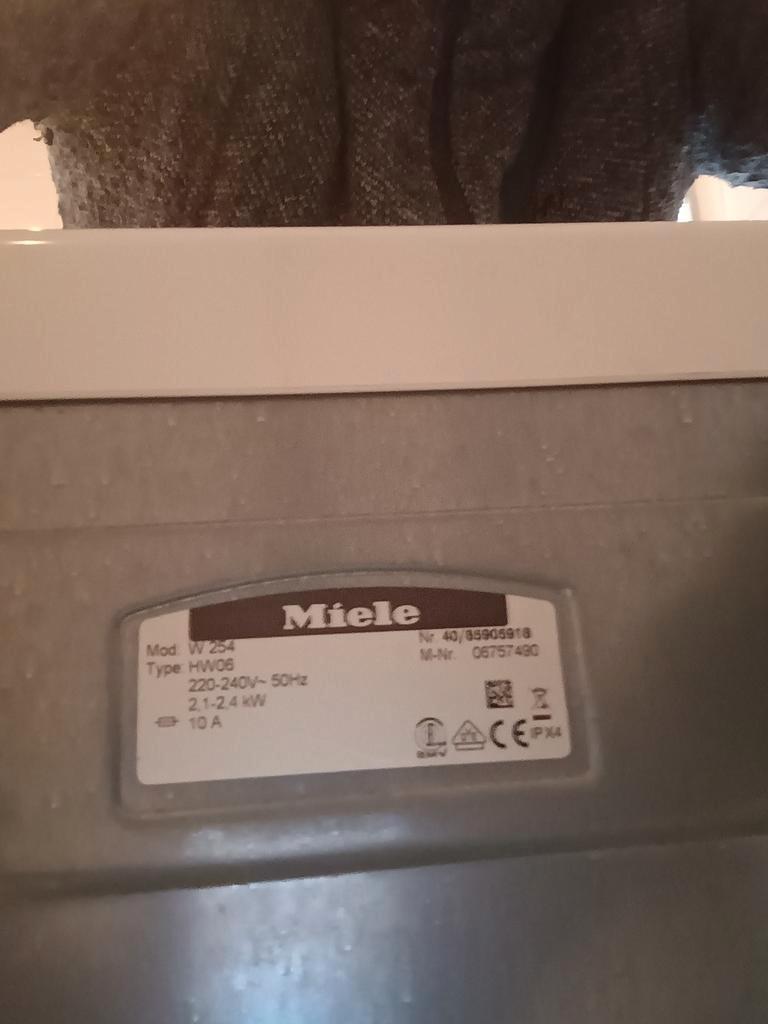 Miele
Mod: W 254
Nr. 40/85905918
Type: HW06
M-Nr. 06757490
220-240V~ 50Hz
2,1-2,4 kW
10 A
CE
IPX4